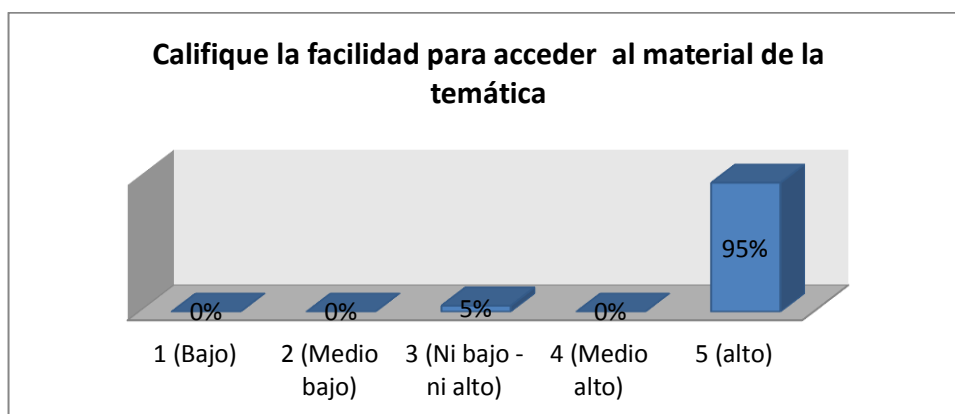 Califique la facilidad para acceder al material de la
temática
95%
0%
0%
5%
0%
1 (Bajo)
2 (Medio
bajo)
3 (Ni bajo -
ni alto)
4 (Medio
alto)
5 (alto)